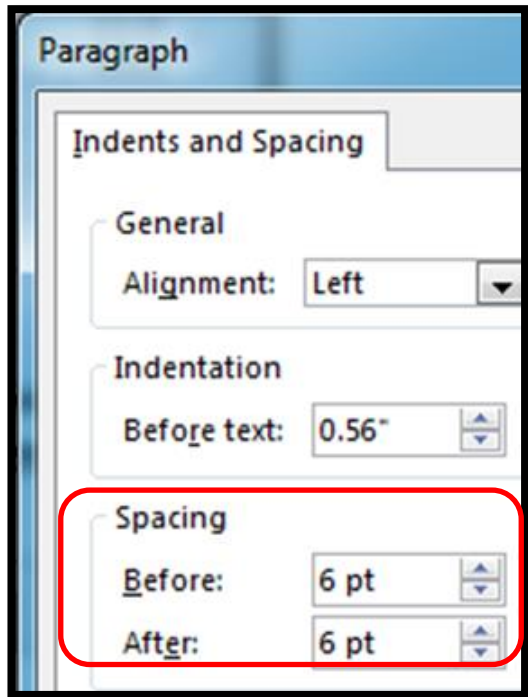 Paragraph
Indents and Spacing
General
Alignment: Left
Indentation
Before text: 0.56"
Spacing
Before: 6 pt
After: 6 pt